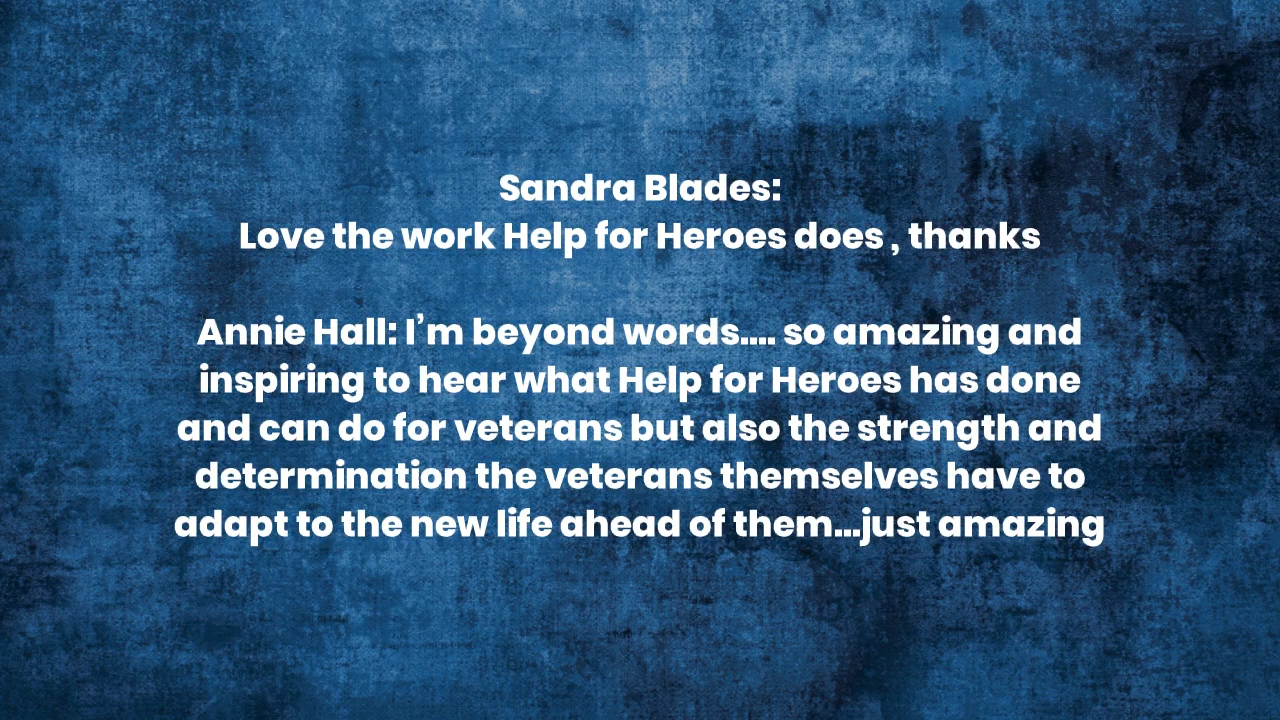 Sandra Blades:
Love the work Help for Heroes does , thanks
Annie Hall: I’m beyond words.... so amazing and
inspiring to hear what Help for Heroes has done
and can do for veterans but also the strength and
determination the veterans themselves have to
adapt to the new life ahead of them...just amazing